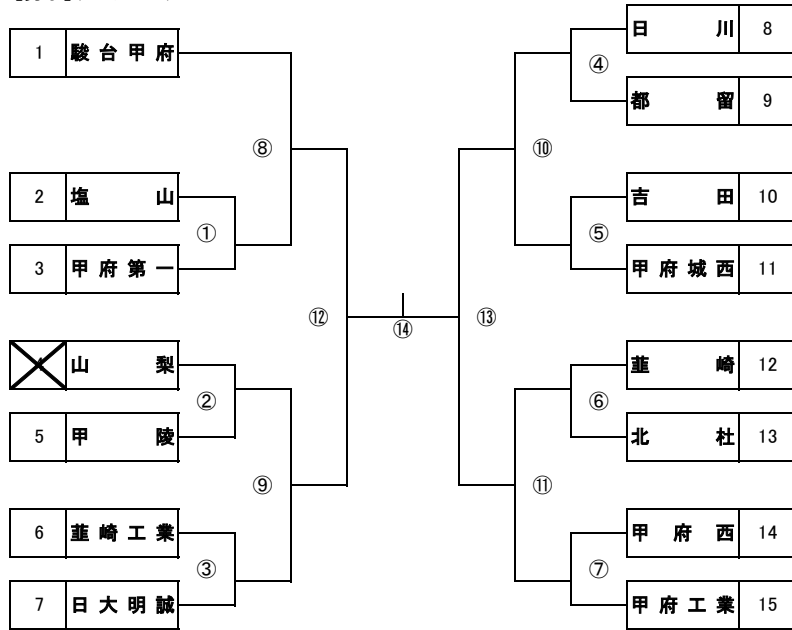 1 駿台甲府
⑧
2 塩山
①
3 甲府第一
⑫
山梨
②
5 甲陵
⑨
6 韮崎工業
③
7 日大明誠
⑭
日川 8
④
都留 9
⑩
吉田 10
⑤
甲府城西 11
⑬
韮崎 12
⑥
北杜 13
⑪
甲府西 14
⑦
甲府工業 15